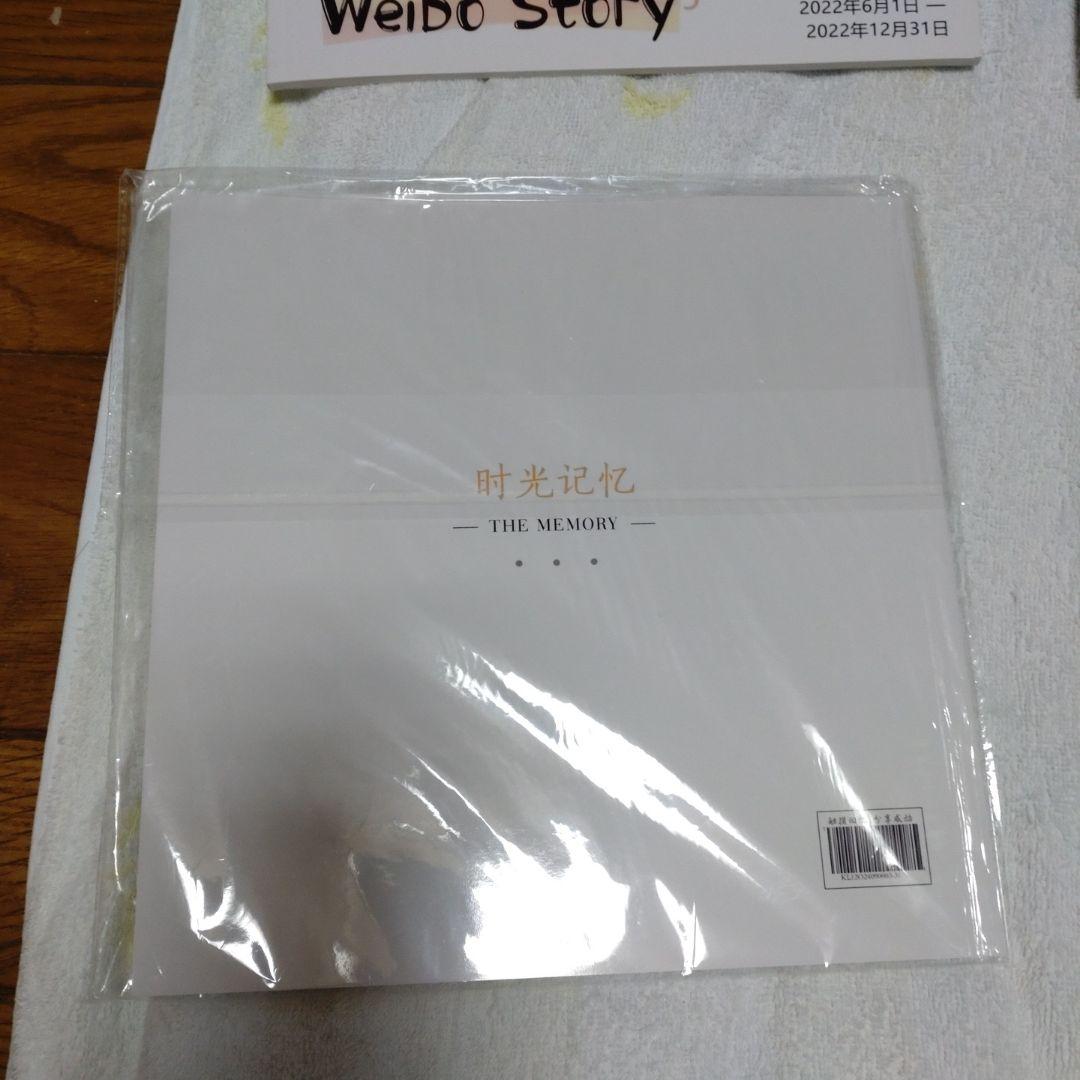 Weibo Story
2022年6月1日 —
2022年12月31日
时光记忆
— THE MEMORY —
• • •